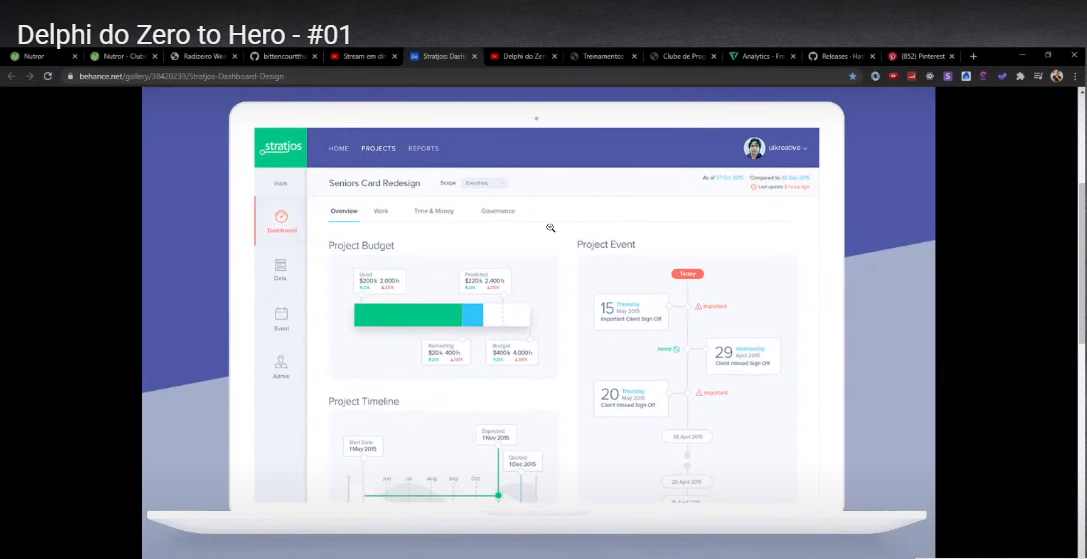 Delphi do Zero to Hero - #01
Nutror
Nutror - Clube
Radizeiro We
bittencourtthu
Stream em dir
Stratjos Dash
Delphi do Zer
Treinamentos
Clube de Prog
Analytics - Fre
Releases · Has
(852) Pinterest
behance.net/gallery/38420239/Stratjos-Dashboard-Design
stratjos
HOME PROJECTS REPORTS
uikreative
MAIN
Seniors Card Redesign Scope Everything
As of 07 Oct 2015 Compared to 30 Sep 2015
Last update
Overview Work Time & Money Governance
Dashboard
Data
Event
Admin
Project Budget
Used
$200k 2.000h
Predicted
$220k 2.400h
Remaining
$20k 400h
Budget
$400k 4.000h
Project Timeline
Start Date
1 May 2015
Expected
1 Nov 2015
Quoted
1 Dec 2015
Jun Jul Aug Sep Oct
Project Event
Today
15 Thursday
May 2015
Important Client Sign Off
Important
minor
29 Wednesday
April 2015
Client missed Sign Off
20 Thursday
May 2015
Client missed Sign Off
Important
26 April 2015
20 April 2015